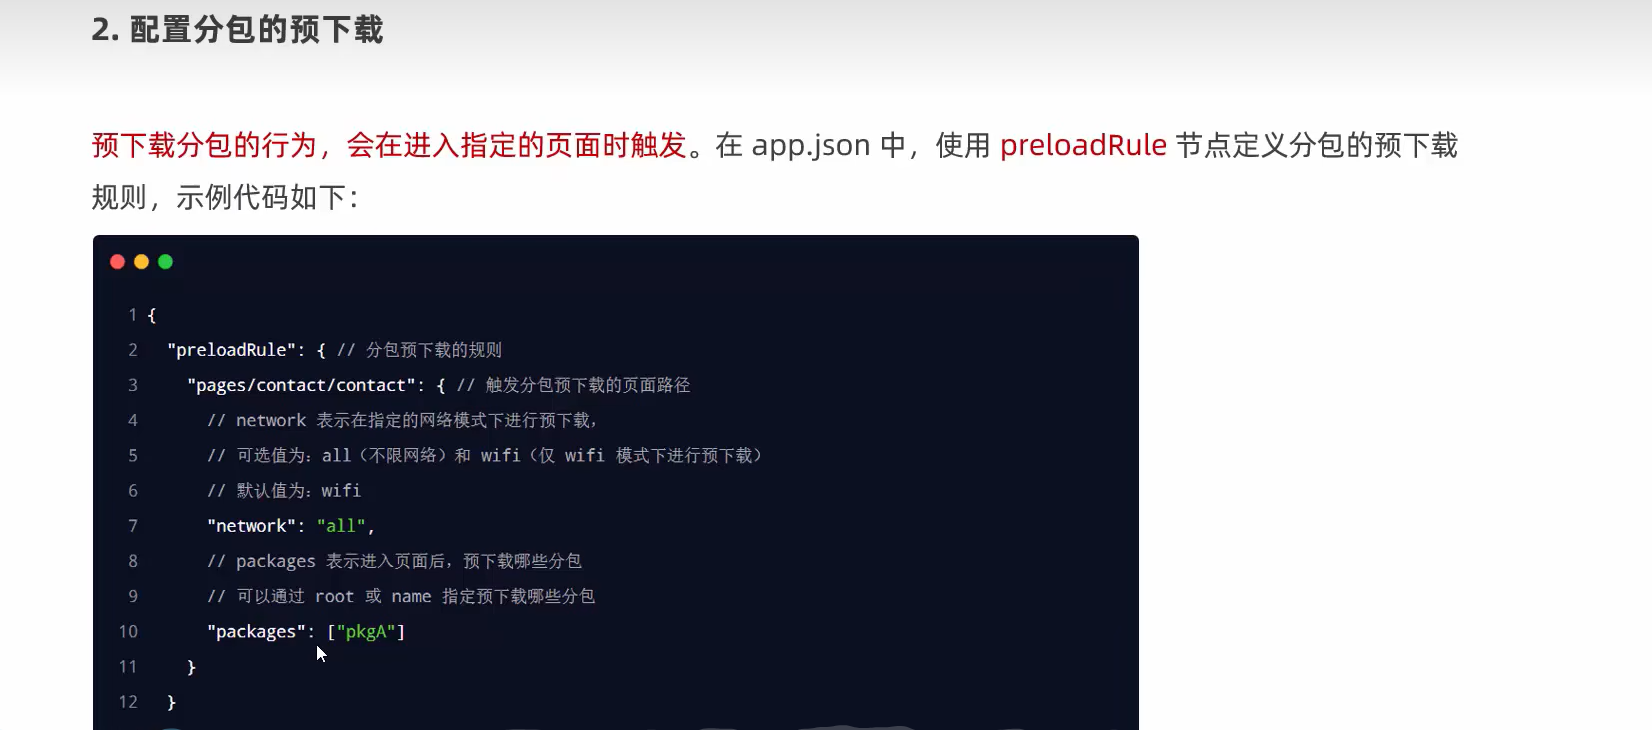 2. 配置分包的预下载
预下载分包的行为，会在进入指定的页面时触发。在 app.json 中，使用 preloadRule 节点定义分包的预下载
规则，示例代码如下：
1 {
2 "preloadRule": { // 分包预下载的规则
3 "pages/contact/contact": { // 触发分包预下载的页面路径
4 // network 表示在指定的网络模式下进行预下载，
5 // 可选值为：all（不限网络）和 wifi（仅 wifi 模式下进行预下载）
6 // 默认值为：wifi
7 "network": "all",
8 // packages 表示进入页面后，预下载哪些分包
9 // 可以通过 root 或 name 指定预下载哪些分包
10 "packages": ["pkgA"]
11 }
12 }